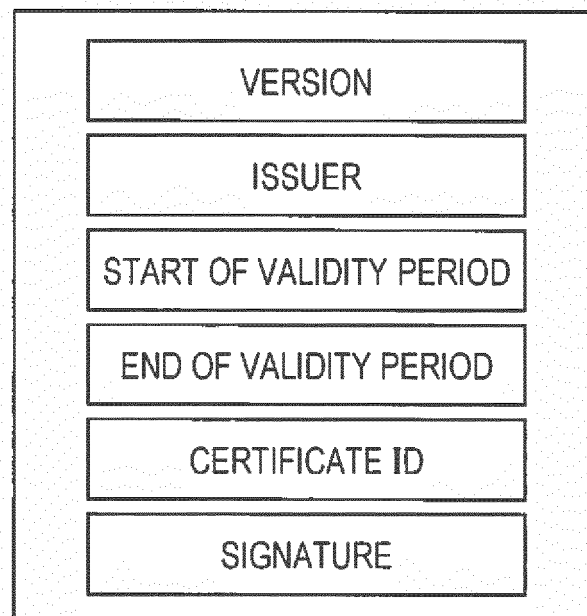 VERSION
ISSUER
START OF VALIDITY PERIOD
END OF VALIDITY PERIOD
CERTIFICATE ID
SIGNATURE